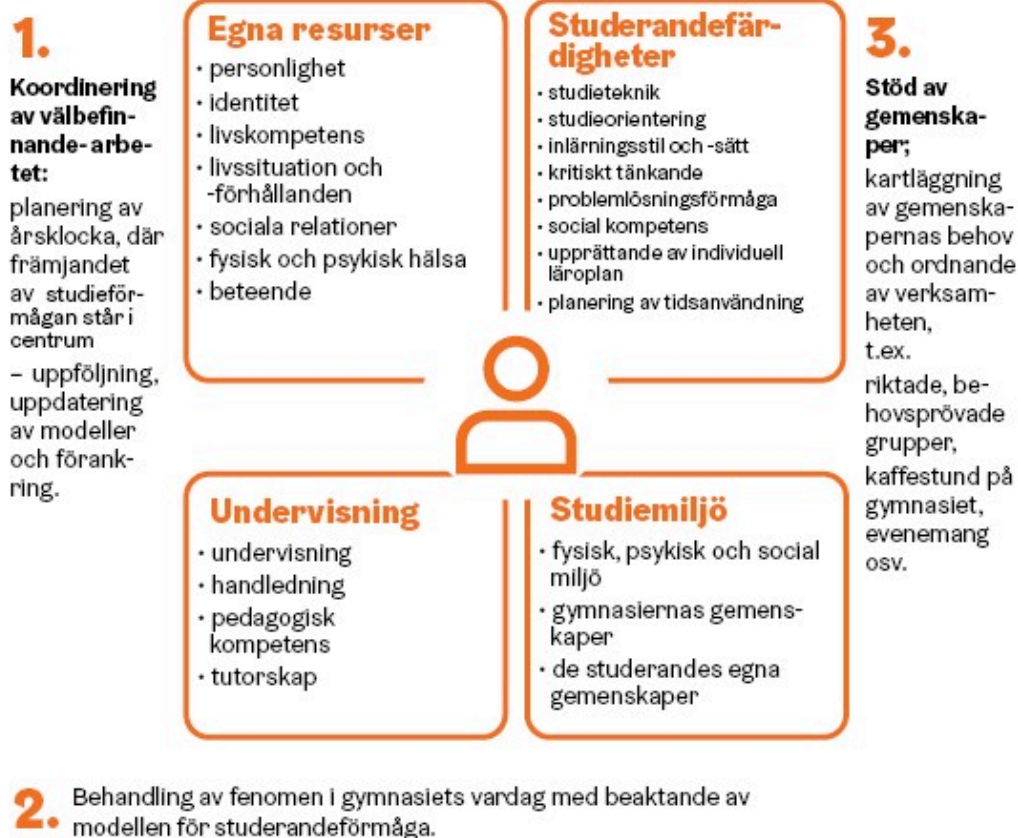 1.
Koordinering
av välbefin-
nande- arbe-
tet:
planering av
årsklocka, där
främjandet
av studieför-
mågan står i
centrum
– uppföljning,
uppdatering
av modeller
och förank-
ring.
Egna resurser
· personlighet
· identitet
· livskompetens
· livssituation och
-förhållanden
· sociala relationer
· fysisk och psykisk hälsa
· beteende
Studerandefär-
digheter
· studieteknik
· studieorientering
· inlärningsstil och -sätt
· kritiskt tänkande
· problemlösningsförmåga
· social kompetens
· upprättande av individuell
läroplan
· planering av tidsanvändning
Undervisning
· undervisning
· handledning
· pedagogisk
kompetens
· tutorskap
Studiemiljö
· fysisk, psykisk och social
miljö
· gymnasiernas gemens-
kaper
· de studerandes egna
gemenskaper
3.
Stöd av
gemenska-
per;
kartläggning
av gemenska-
pernas behov
och ordnande
av verksam-
heten,
t.ex.
riktade, be-
hovsprövade
grupper,
kaffestund på
gymnasiet,
evenemang
osv.
2. Behandling av fenomen i gymnasiets vardag med beaktande av
modellen för studerandeförmåga.